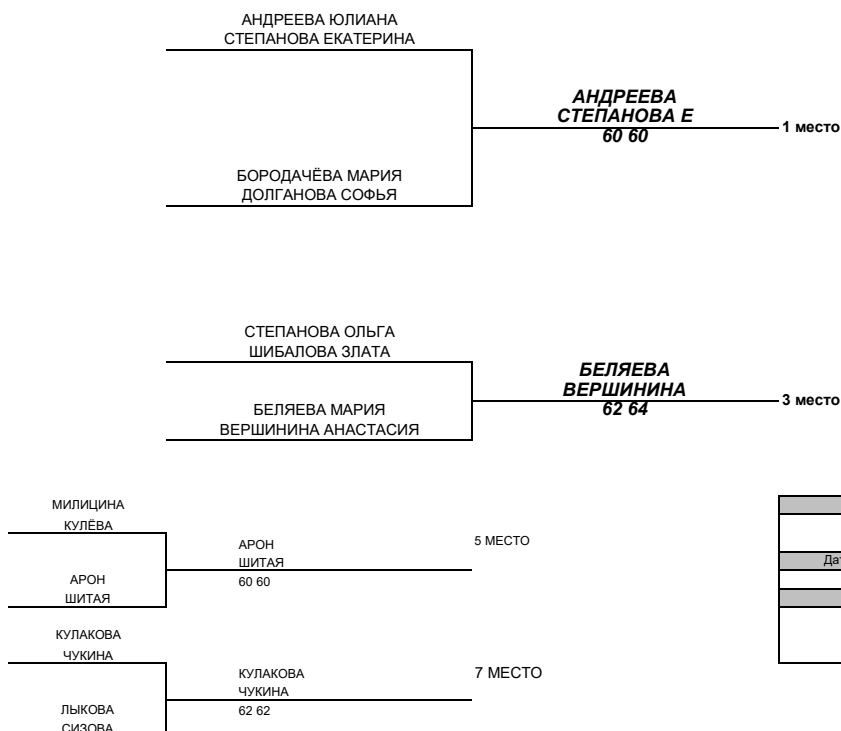 АНДРЕЕВА ЮЛИАНА
СТЕПАНОВА ЕКАТЕРИНА
АНДРЕЕВА
СТЕПАНОВА Е
60 60
1 место
БОРОДАЧЁВА МАРИЯ
ДОЛГАНОВА СОФЬЯ
СТЕПАНОВА ОЛЬГА
ШИБАЛОВА ЗЛАТА
БЕЛЯЕВА
ВЕРШИНИНА
62 64
3 место
БЕЛЯЕВА МАРИЯ
ВЕРШИНИНА АНАСТАСИЯ
МИЛИЦИНА
КУЛЁВА
АРОН
ШИТАЯ
60 60
5 МЕСТО
АРОН
ШИТАЯ
КУЛАКОВА
ЧУКИНА
КУЛАКОВА
ЧУКИНА
62 62
7 МЕСТО
ЛЫКОВА
СИЗОВА